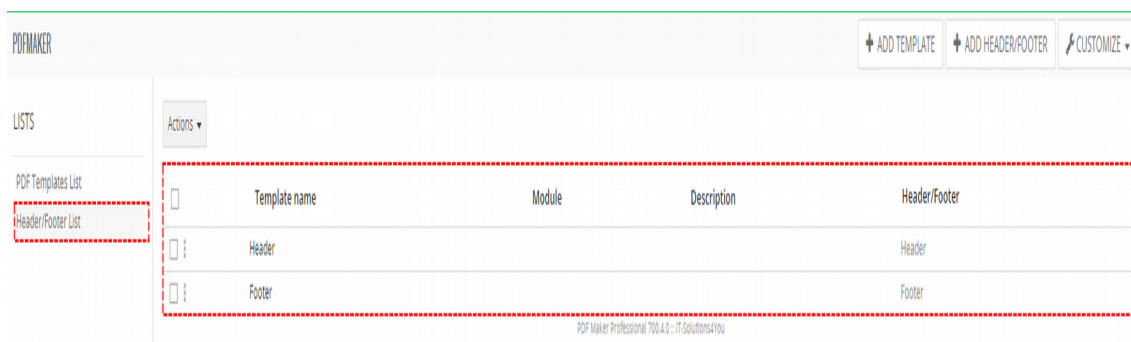 PDFMAKER
ADD TEMPLATE ADD HEADER/FOOTER CUSTOMIZE
LISTS
Actions
PDF Templates List
Header/Footer List
Template name Module Description Header/Footer
Header Header
Footer Footer
PDF Maker Professional 700.4.0 :: IT-Solutions4You